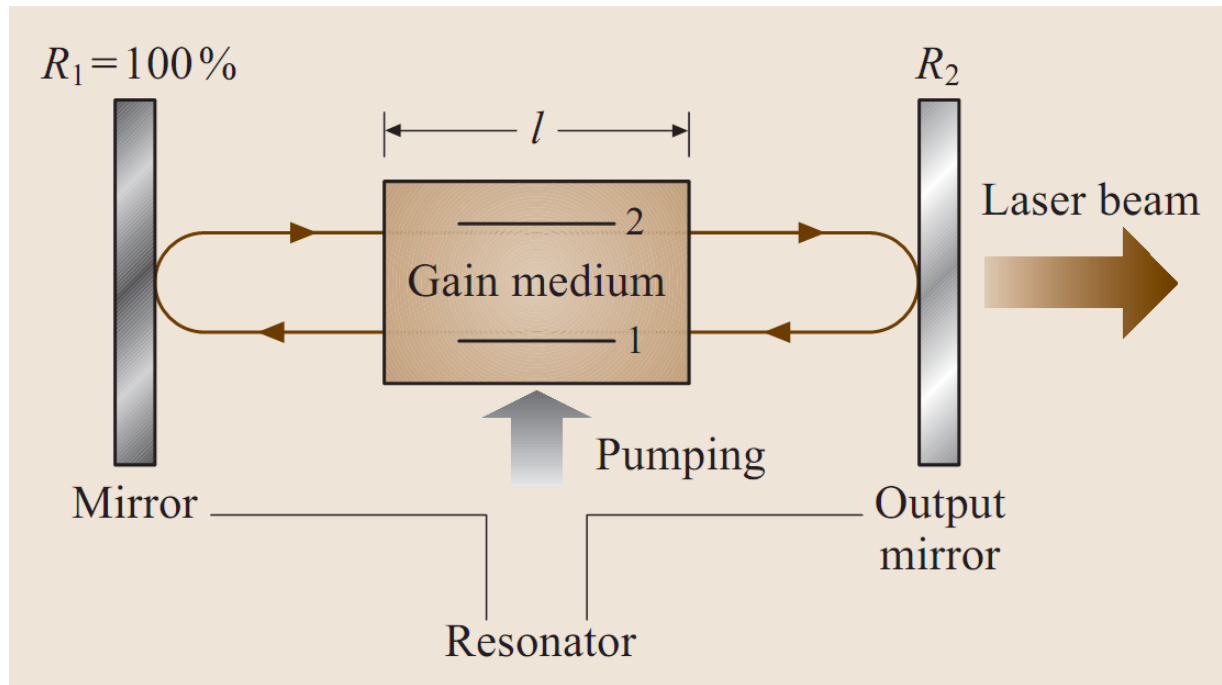 R₁ = 100 %
R₂
l
Laser beam
2
Gain medium
1
Pumping
Mirror
Output
mirror
Resonator